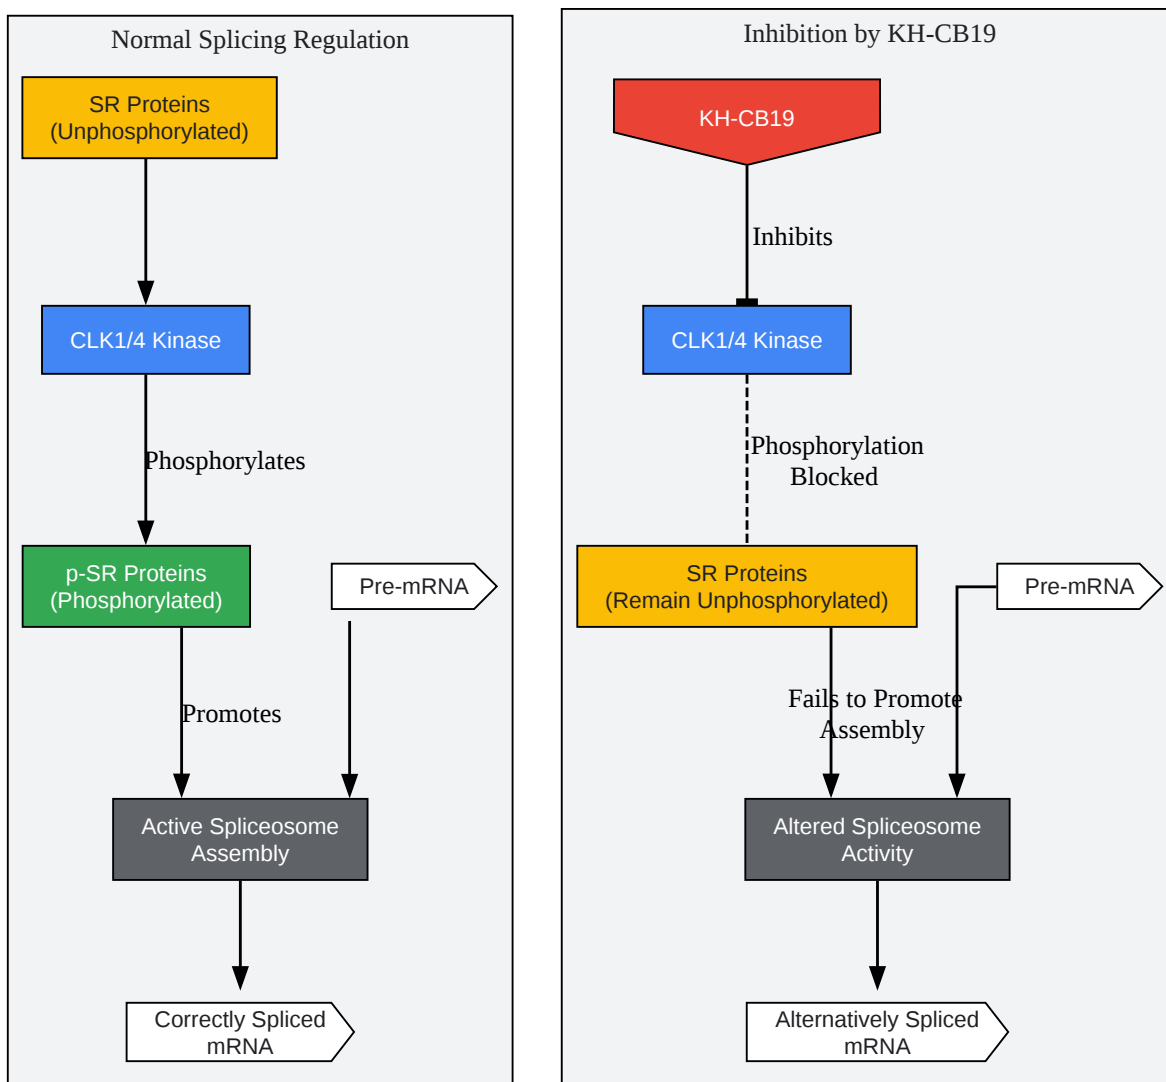 Normal Splicing Regulation
SR Proteins
(Unphosphorylated)
CLK1/4 Kinase
Phosphorylates
p-SR Proteins
(Phosphorylated)
Pre-mRNA
Promotes
Active Spliceosome
Assembly
Correctly Spliced
mRNA
Inhibition by KH-CB19
KH-CB19
Inhibits
CLK1/4 Kinase
Phosphorylation
Blocked
SR Proteins
(Remain Unphosphorylated)
Pre-mRNA
Fails to Promote
Assembly
Altered Spliceosome
Activity
Alternatively Spliced
mRNA